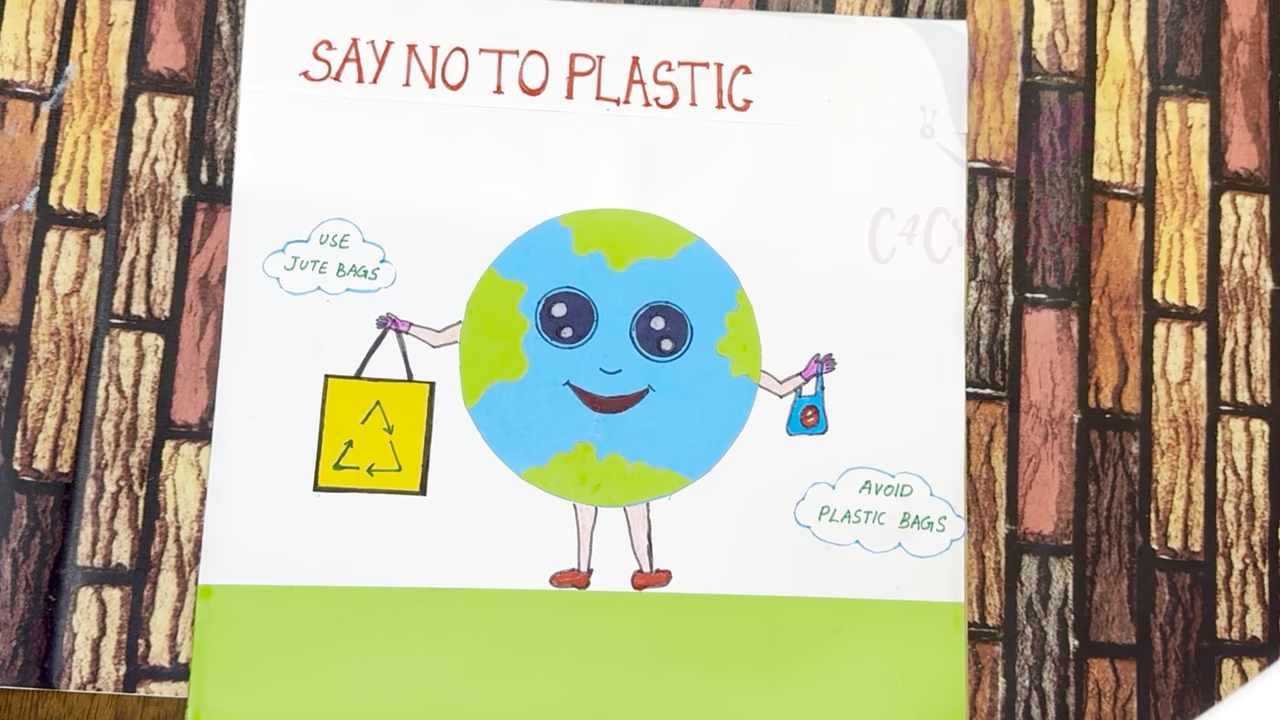 SAY NO TO PLASTIC
USE
JUTE BAGS
AVOID
PLASTIC BAGS